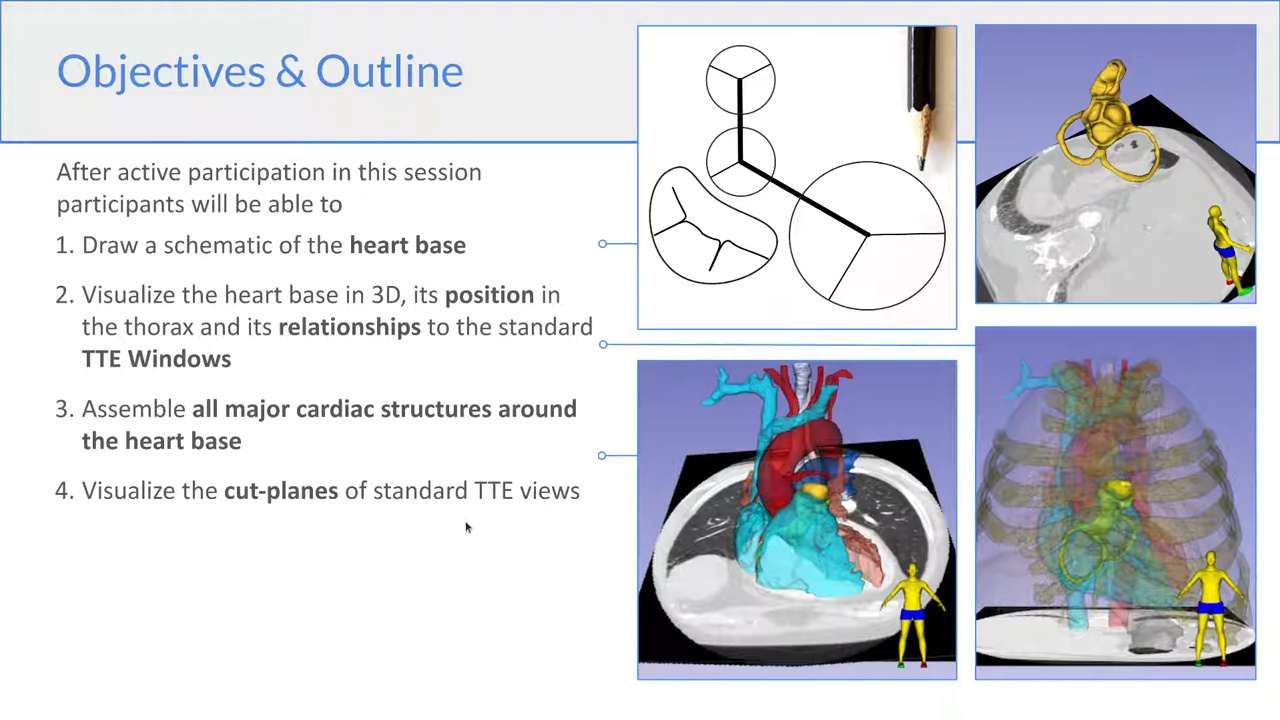 Objectives & Outline
After active participation in this session
participants will be able to
1. Draw a schematic of the heart base
2. Visualize the heart base in 3D, its position in
the thorax and its relationships to the standard
TTE Windows
3. Assemble all major cardiac structures around
the heart base
4. Visualize the cut-planes of standard TTE views